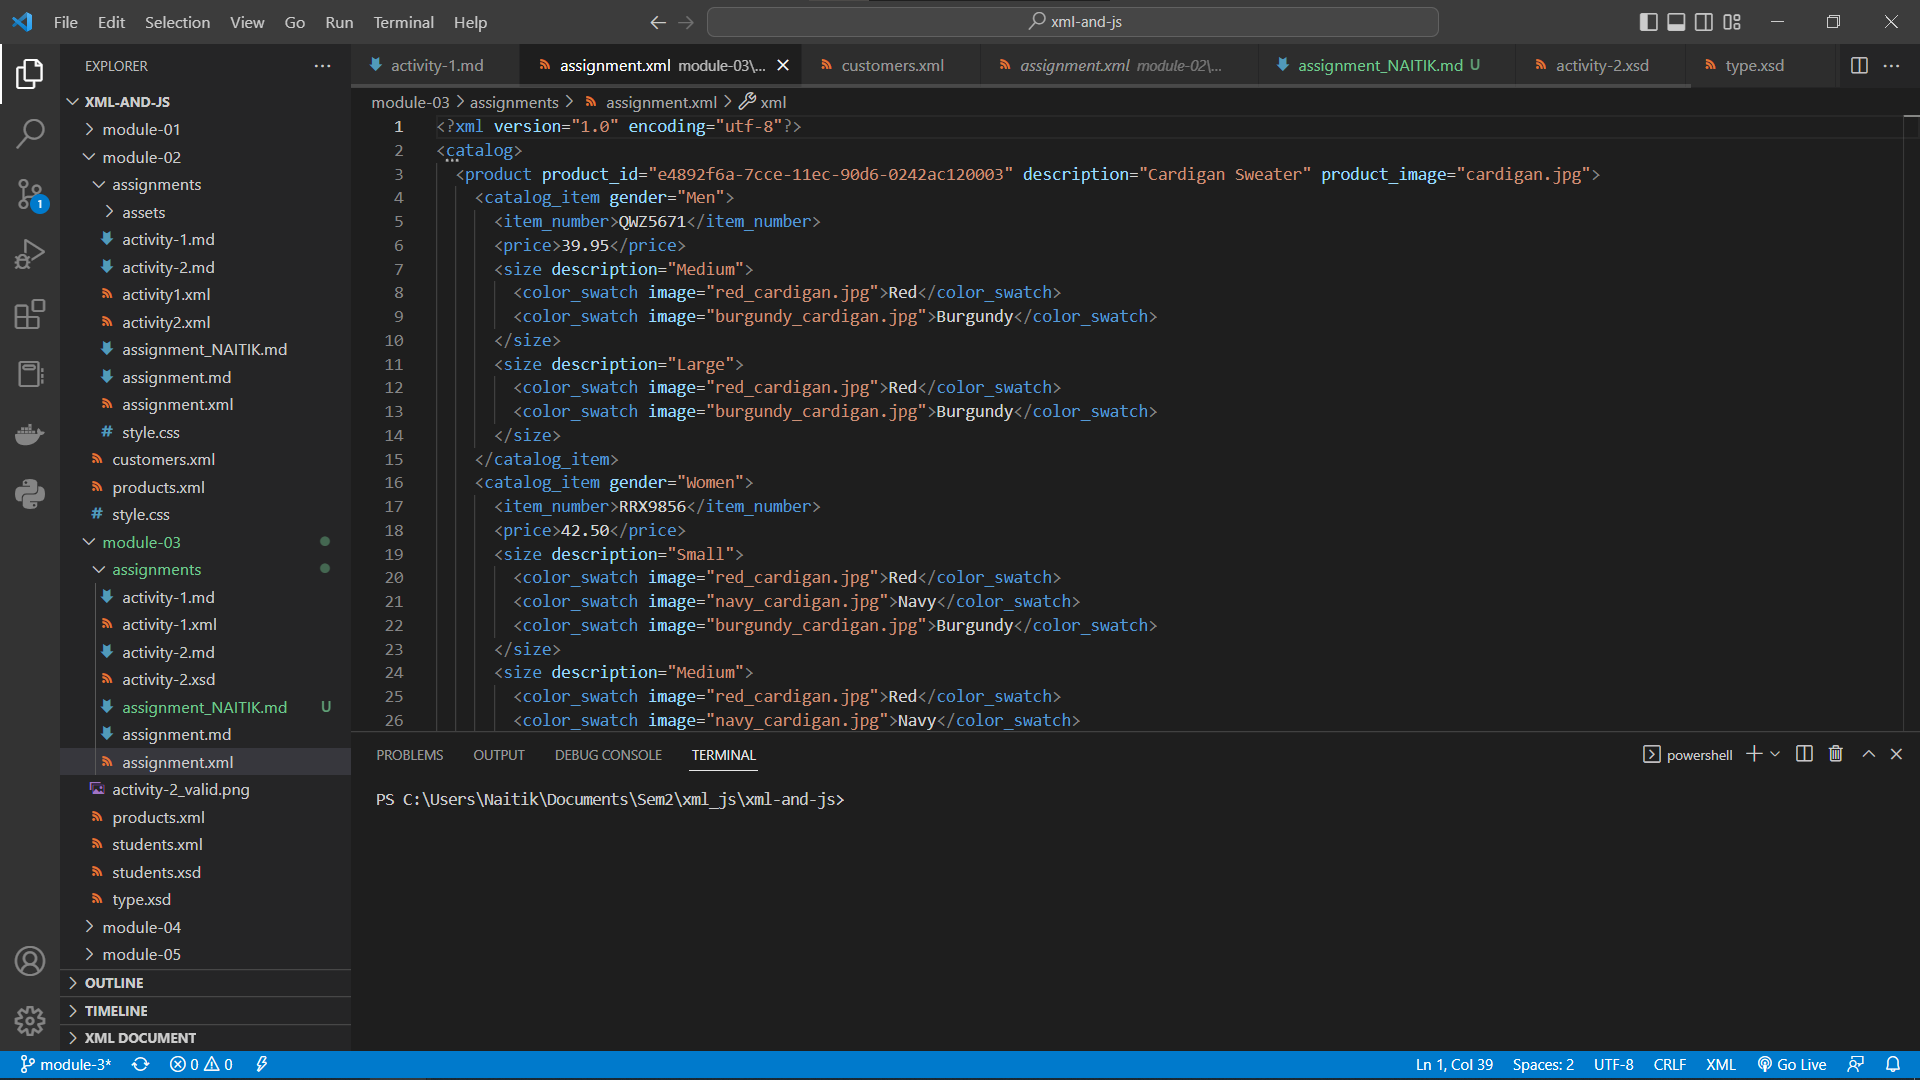 File Edit Selection View Go Run Terminal Help
xml-and-js
EXPLORER
XML-AND-JS
module-01
module-02
assignments
assets
activity-1.md
activity-2.md
activity1.xml
activity2.xml
assignment_NAITIK.md
assignment.md
assignment.xml
# style.css
customers.xml
products.xml
# style.css
module-03
assignments
activity-1.md
activity-1.xml
activity-2.md
activity-2.xsd
assignment_NAITIK.md U
assignment.md
assignment.xml
activity-2_valid.png
products.xml
students.xml
students.xsd
type.xsd
module-04
module-05
OUTLINE
TIMELINE
XML DOCUMENT
activity-1.md assignment.xml module-03\... customers.xml assignment.xml module-02\... assignment_NAITIK.md U activity-2.xsd type.xsd
module-03 > assignments > assignment.xml > xml
1 <?xml version="1.0" encoding="utf-8"?>
2 <catalog>
3 <product product_id="e4892f6a-7cce-11ec-90d6-0242ac120003" description="Cardigan Sweater" product_image="cardigan.jpg">
4 <catalog_item gender="Men">
5 <item_number>QWZ5671</item_number>
6 <price>39.95</price>
7 <size description="Medium">
8 <color_swatch image="red_cardigan.jpg">Red</color_swatch>
9 <color_swatch image="burgundy_cardigan.jpg">Burgundy</color_swatch>
10 </size>
11 <size description="Large">
12 <color_swatch image="red_cardigan.jpg">Red</color_swatch>
13 <color_swatch image="burgundy_cardigan.jpg">Burgundy</color_swatch>
14 </size>
15 </catalog_item>
16 <catalog_item gender="Women">
17 <item_number>RRX9856</item_number>
18 <price>42.50</price>
19 <size description="Small">
20 <color_swatch image="red_cardigan.jpg">Red</color_swatch>
21 <color_swatch image="navy_cardigan.jpg">Navy</color_swatch>
22 <color_swatch image="burgundy_cardigan.jpg">Burgundy</color_swatch>
23 </size>
24 <size description="Medium">
25 <color_swatch image="red_cardigan.jpg">Red</color_swatch>
26 <color_swatch image="navy_cardigan.jpg">Navy</color_swatch>
PROBLEMS OUTPUT DEBUG CONSOLE TERMINAL powershell
PS C:\Users\Naitik\Documents\Sem2\xml_js\xml-and-js>
1
module-3* 0 0 Ln 1, Col 39 Spaces: 2 UTF-8 CRLF XML Go Live